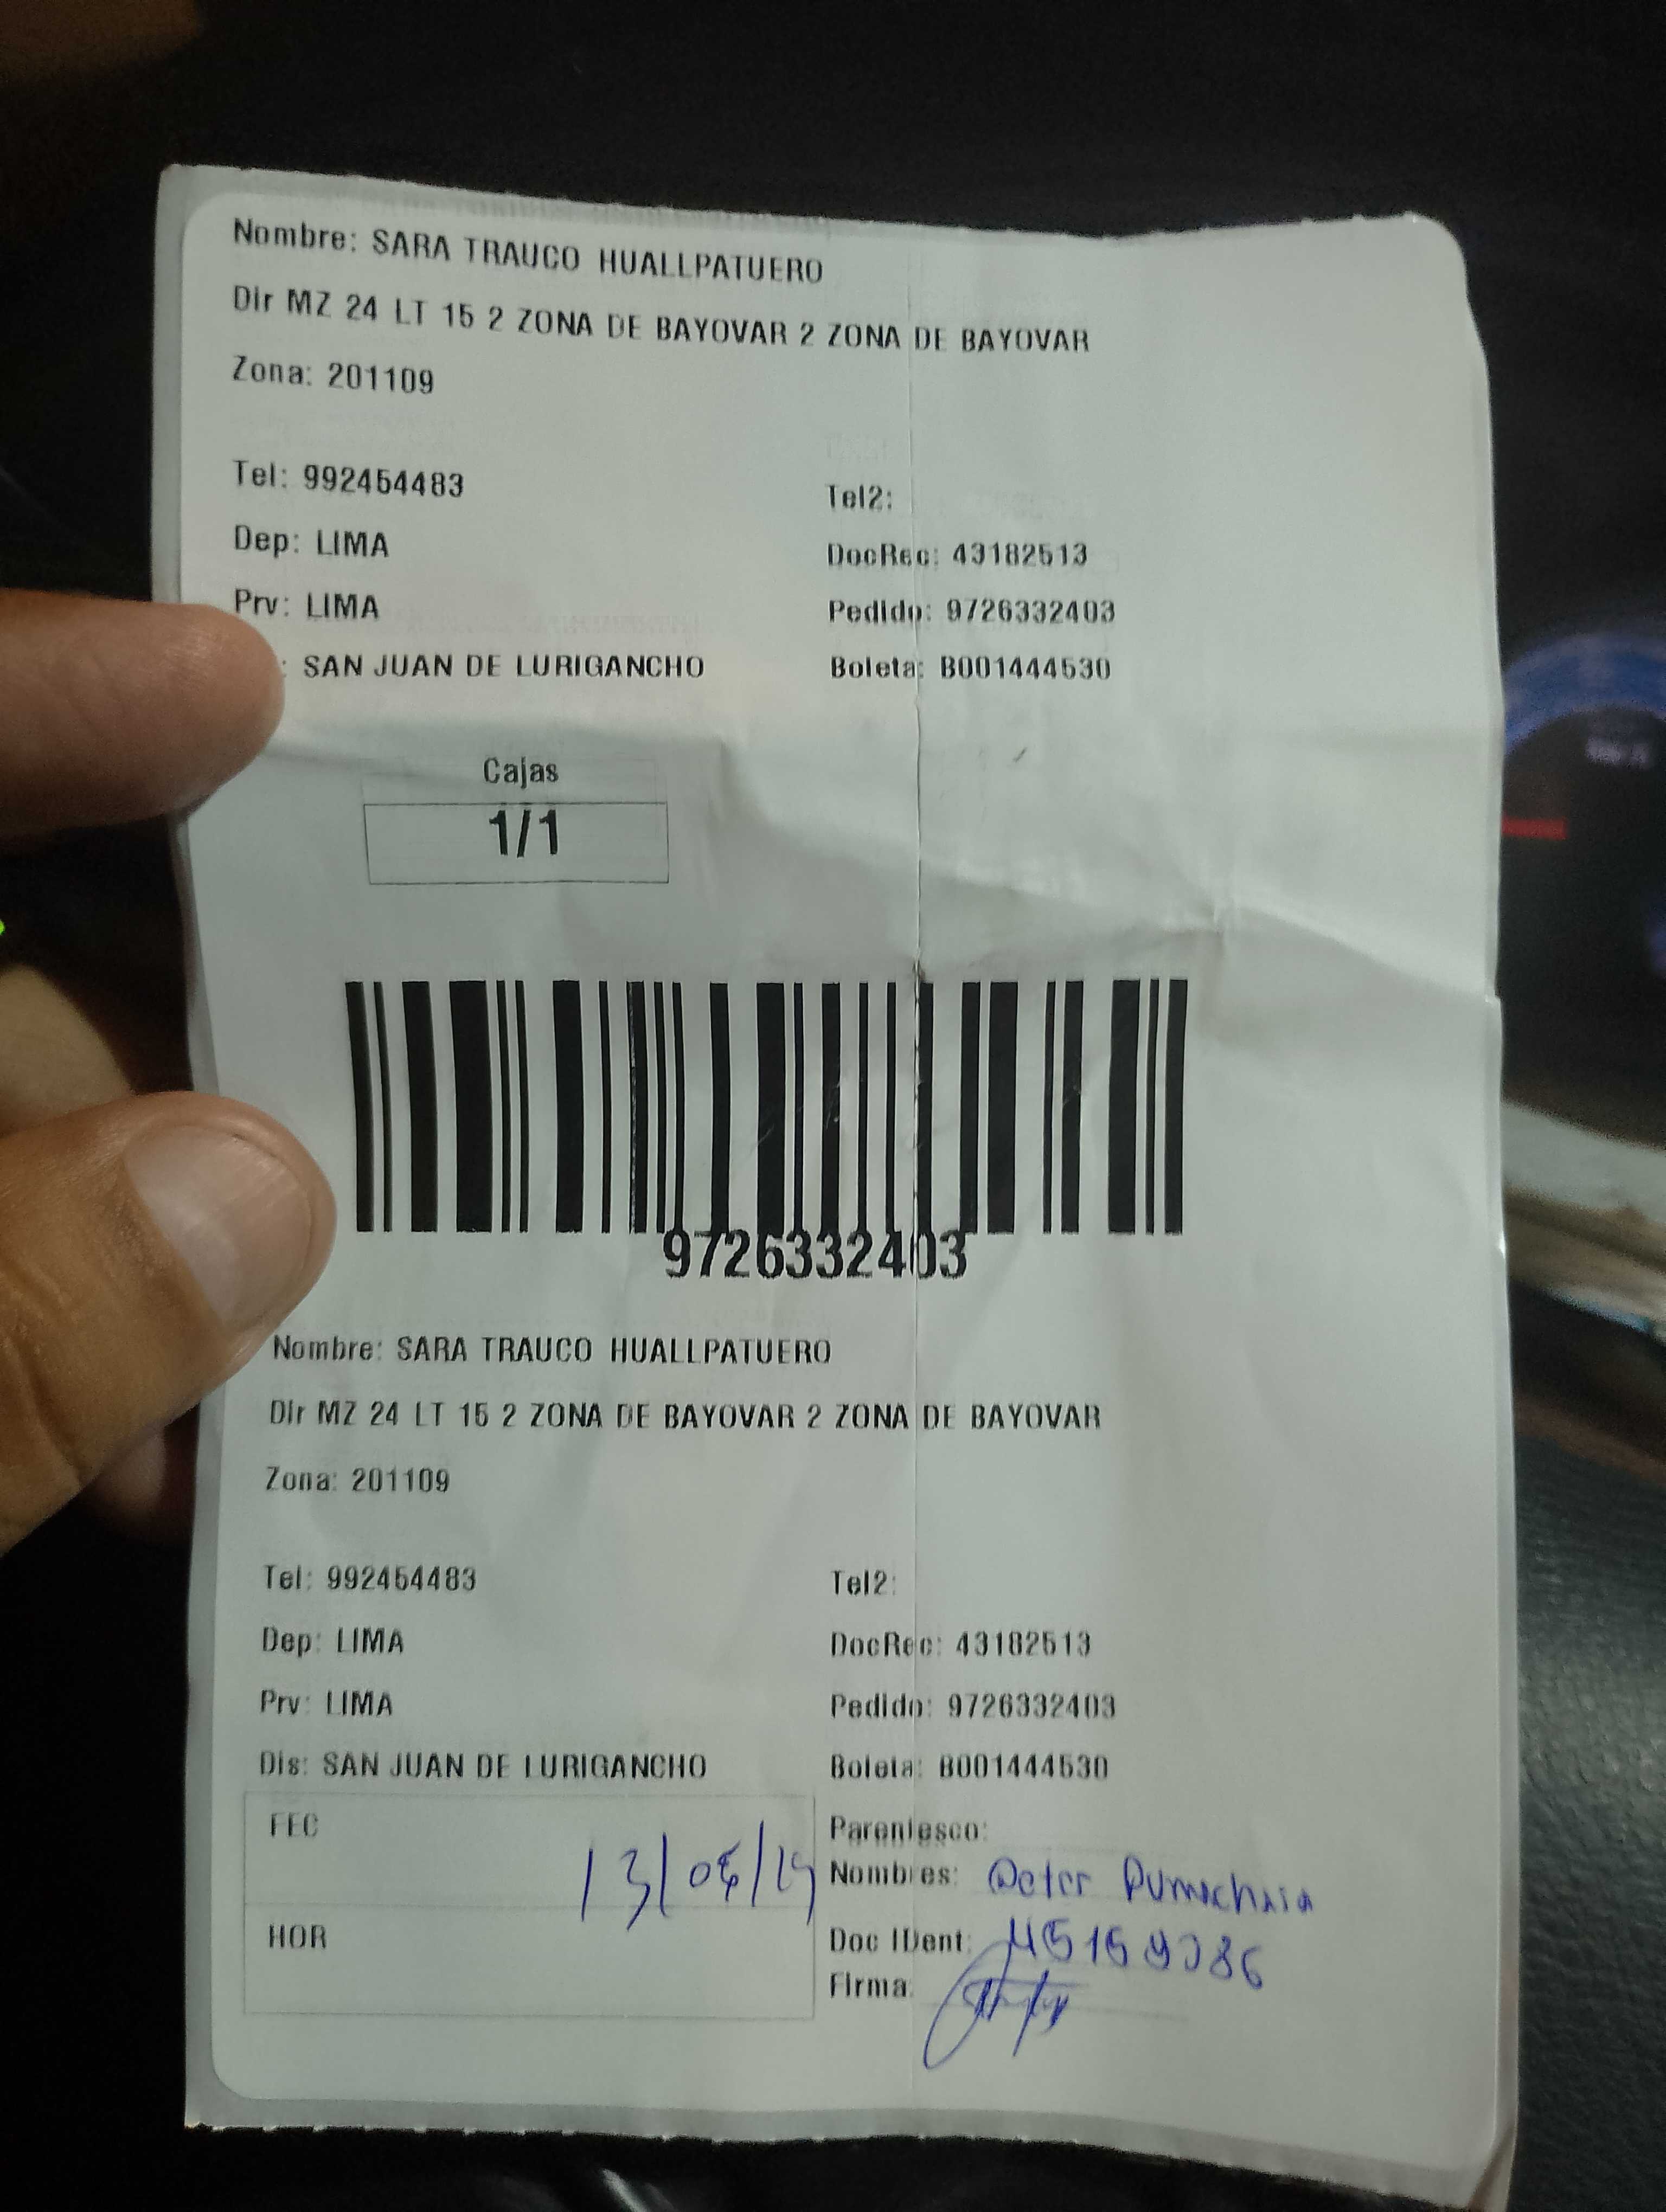 Nombre: SARA TRAUCO HUALLPATUERO
Dir MZ 24 LT 15 2 ZONA DE BAYOVAR 2 ZONA DE BAYOVAR
Zona: 201109
Tel: 992454483 Tel2:
Dep: LIMA DocRec: 43182513
Prv: LIMA Pedido: 9726332403
: SAN JUAN DE LURIGANCHO Boleta: B001444530
Cajas
1/1
9726332403
Nombre: SARA TRAUCO HUALLPATUERO
Dir MZ 24 LT 15 2 ZONA DE BAYOVAR 2 ZONA DE BAYOVAR
Zona: 201109
Tel: 992454483 Tel2:
Dep: LIMA DocRec: 43182513
Prv: LIMA Pedido: 9726332403
Dis: SAN JUAN DE LURIGANCHO Boleta: B001444530
FEC Parentesco:
Nombres:
HOR Doc IDent:
Firma: